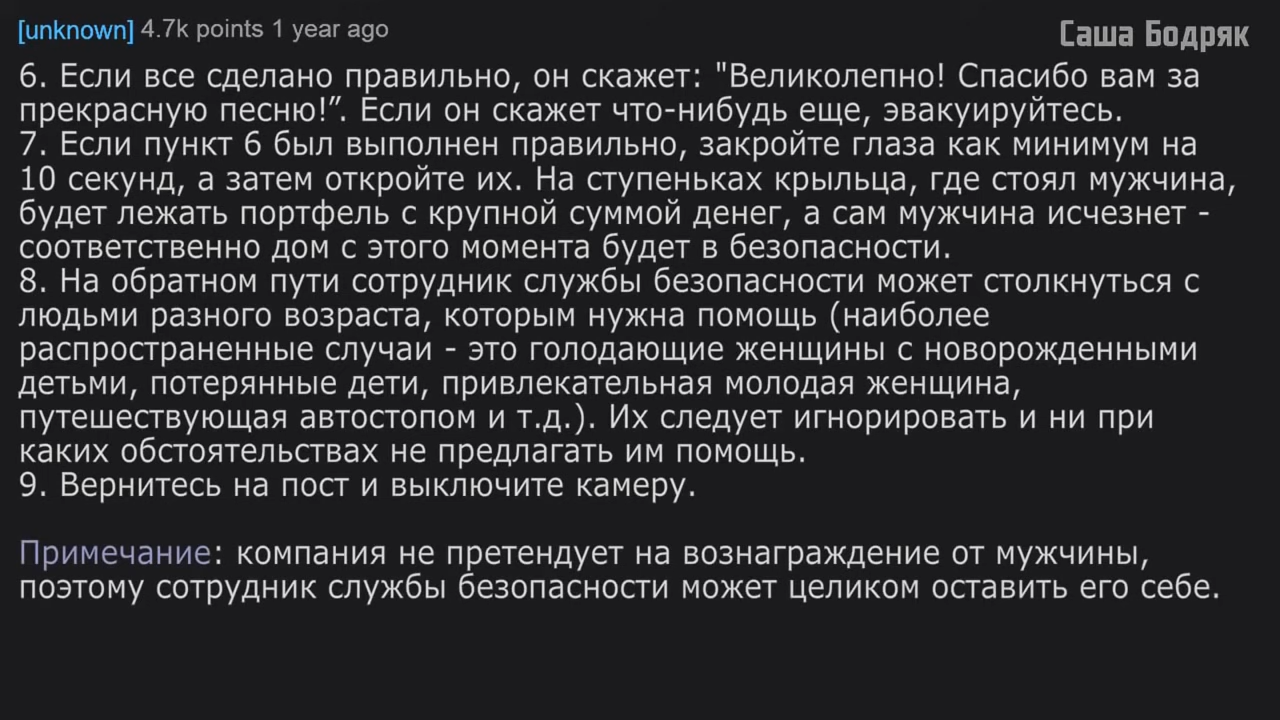 [unknown] 4.7k points 1 year ago
Саша Бодряк
6. Если все сделано правильно, он скажет: "Великолепно! Спасибо вам за
прекрасную песню!”. Если он скажет что-нибудь еще, эвакуируйтесь.
7. Если пункт 6 был выполнен правильно, закройте глаза как минимум на
10 секунд, а затем откройте их. На ступеньках крыльца, где стоял мужчина,
будет лежать портфель с крупной суммой денег, а сам мужчина исчезнет -
соответственно дом с этого момента будет в безопасности.
8. На обратном пути сотрудник службы безопасности может столкнуться с
людьми разного возраста, которым нужна помощь (наиболее
распространенные случаи - это голодающие женщины с новорожденными
детьми, потерянные дети, привлекательная молодая женщина,
путешествующая автостопом и т.д.). Их следует игнорировать и ни при
каких обстоятельствах не предлагать им помощь.
9. Вернитесь на пост и выключите камеру.
Примечание: компания не претендует на вознаграждение от мужчины,
поэтому сотрудник службы безопасности может целиком оставить его себе.